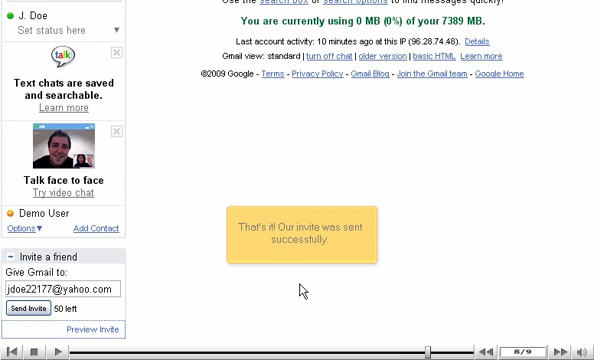 Use the search box or search options to find messages quickly!
J. Doe
Set status here
You are currently using 0 MB (0%) of your 7389 MB.
Last account activity: 10 minutes ago at this IP (96.28.74.48). Details
Gmail view: standard | turn off chat | older version | basic HTML Learn more
©2009 Google - Terms - Privacy Policy - Gmail Blog - Join the Gmail team - Google Home
talk
Text chats are saved
and searchable.
Learn more
Talk face to face
Try video chat
Demo User
Options Add Contact
That's it! Our invite was sent
successfully.
Invite a friend
Give Gmail to:
jdoe22177@yahoo.com
Send Invite 50 left
Preview Invite
8/9